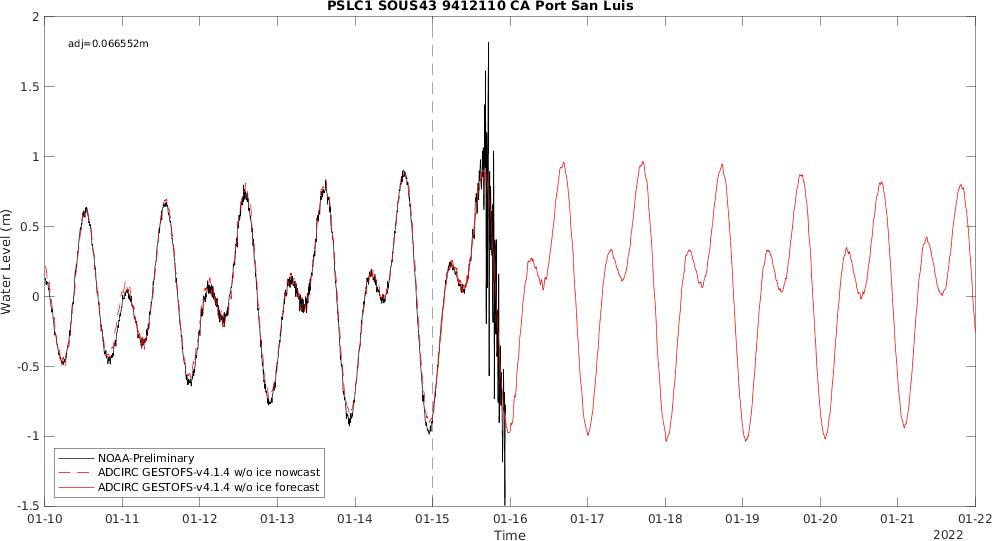 PSLC1 SOUS43 9412110 CA Port San Luis
adj=0.066552m
Water Level (m)
2
1.5
1
0.5
0
-0.5
-1
-1.5
NOAA-Preliminary
ADCIRC GESTOFS-v4.1.4 w/o ice nowcast
ADCIRC GESTOFS-v4.1.4 w/o ice forecast
01-10 01-11 01-12 01-13 01-14 01-15 01-16 01-17 01-18 01-19 01-20 01-21 01-22
Time
2022